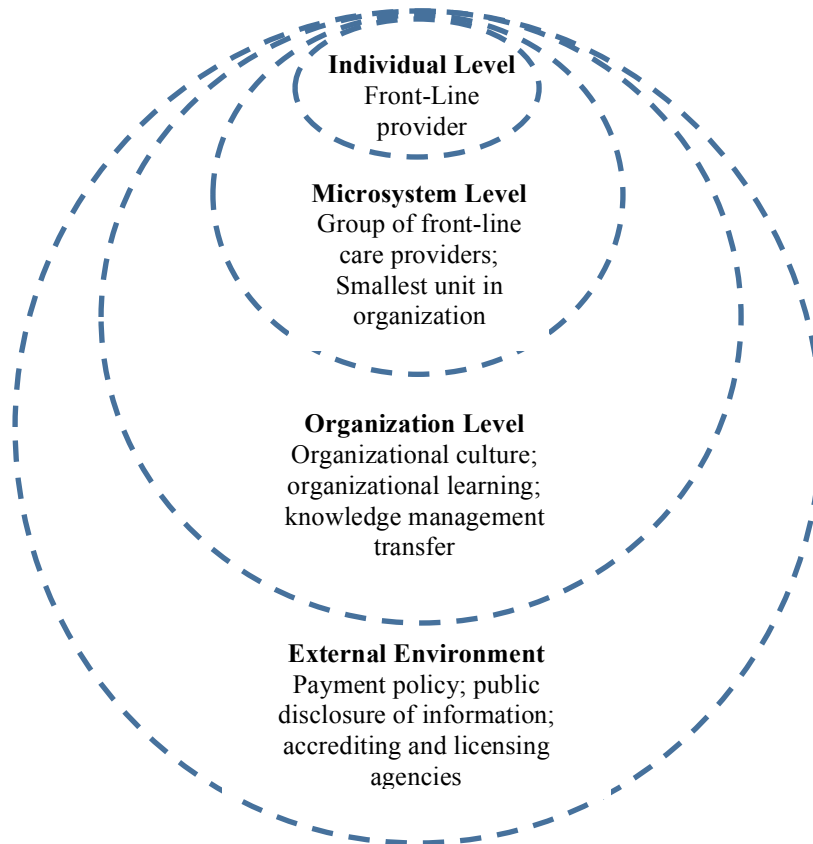 Individual Level
Front-Line
provider
Microsystem Level
Group of front-line
care providers;
Smallest unit in
organization
Organization Level
Organizational culture;
organizational learning;
knowledge management
transfer
External Environment
Payment policy; public
disclosure of information;
accrediting and licensing
agencies